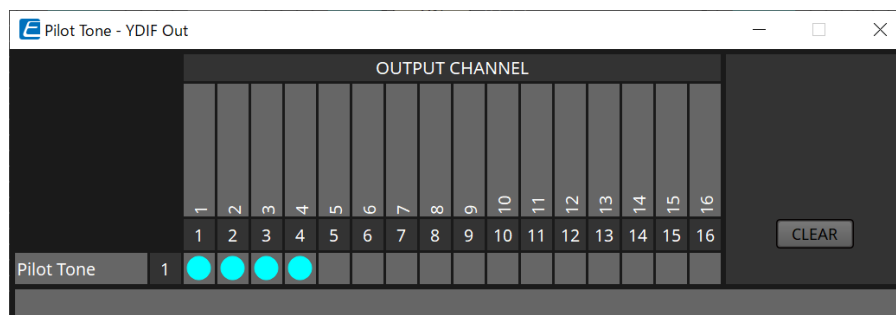 Pilot Tone - YDIF Out
OUTPUT CHANNEL
1 2 3 4 5 6 7 8 9 10 11 12 13 14 15 16
1 2 3 4 5 6 7 8 9 10 11 12 13 14 15 16
CLEAR
Pilot Tone 1